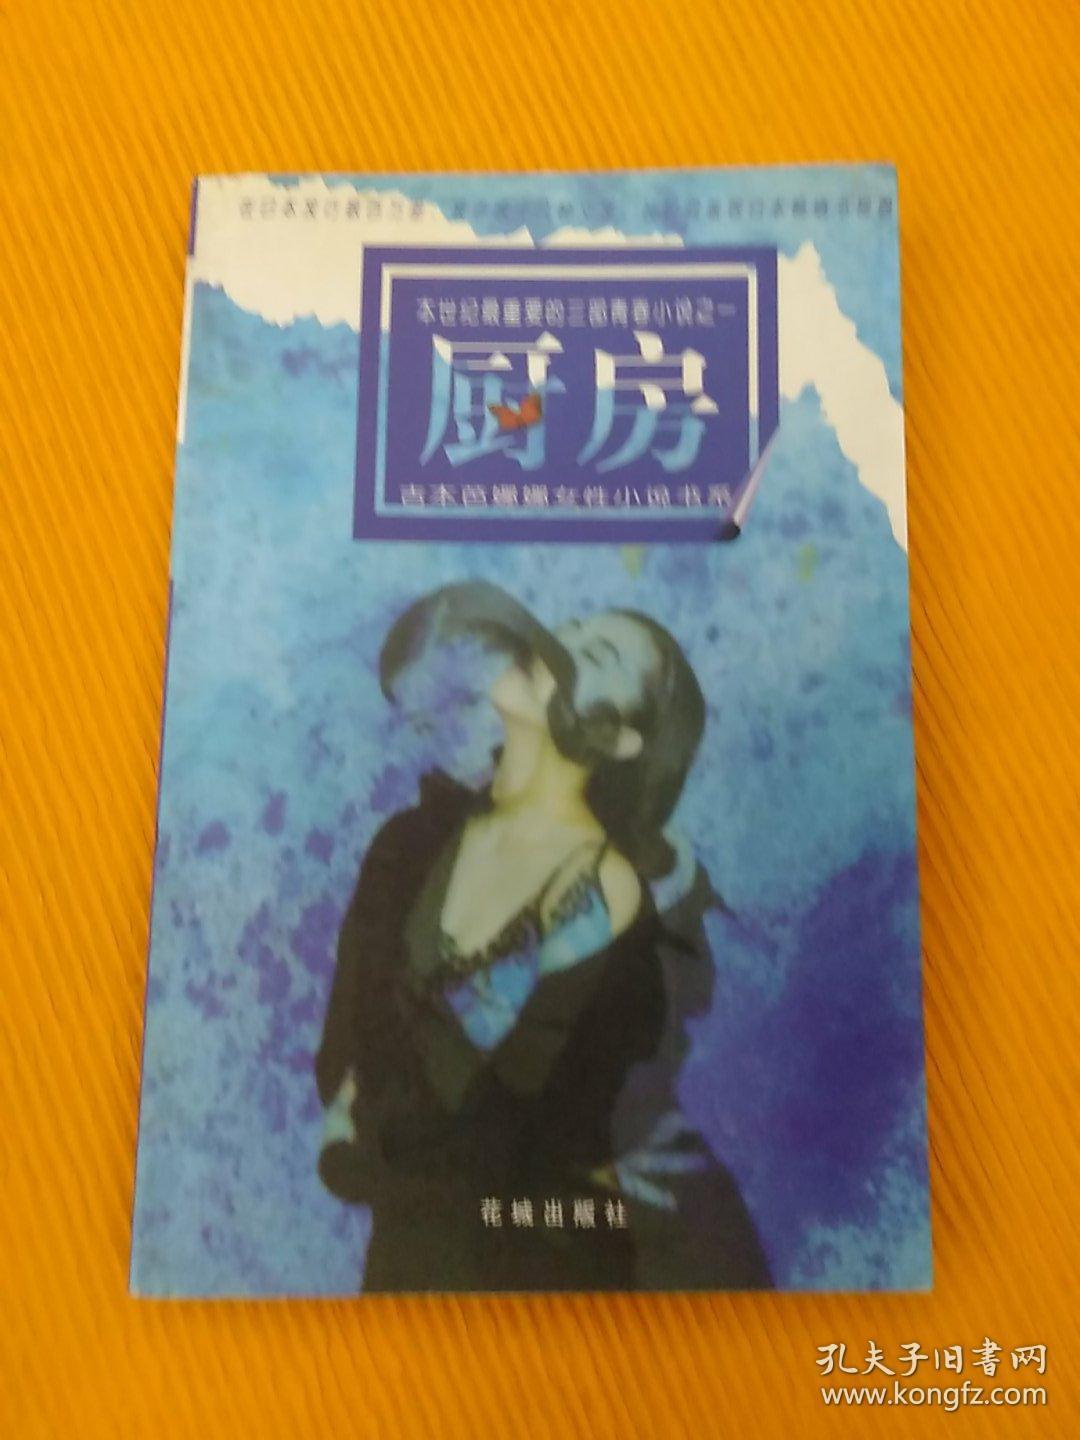 本世纪最重要的三部青春小说之一
厨房
吉本芭娜娜女性小说书系
花城出版社
孔夫子旧書网
www.kongfz.com